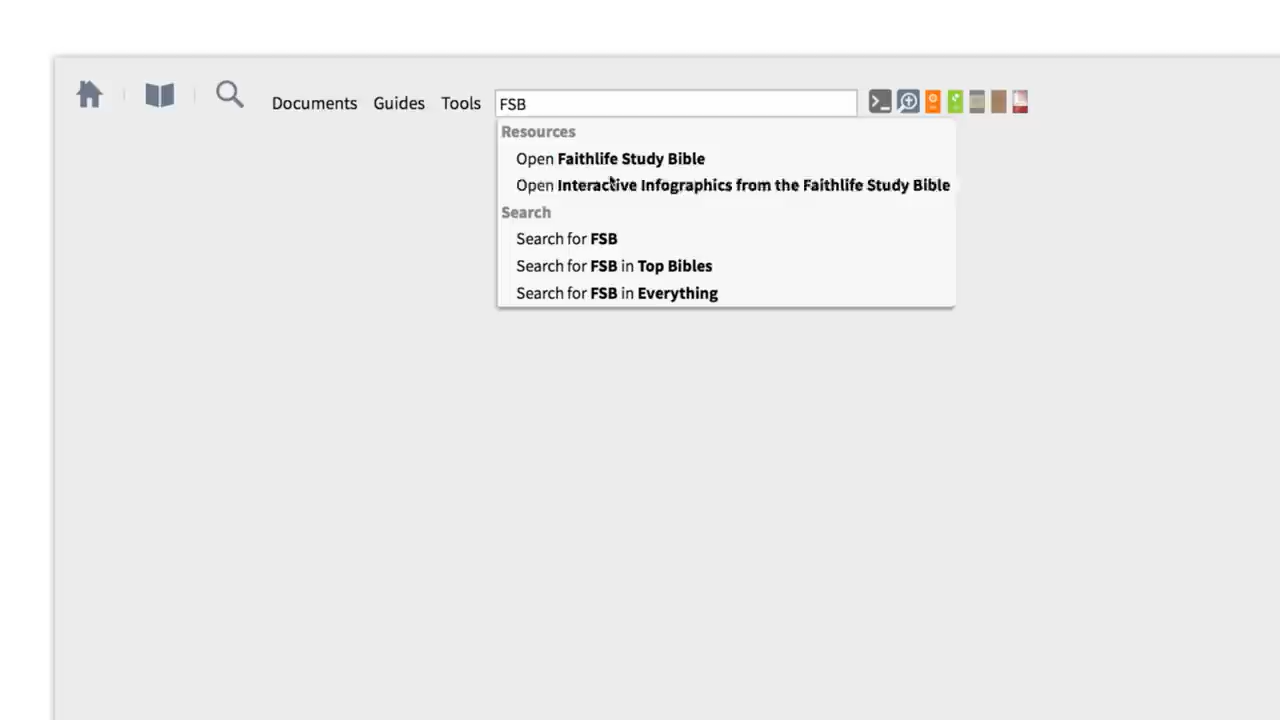 Documents Guides Tools FSB
Resources
Open Faithlife Study Bible
Open Interactive Infographics from the Faithlife Study Bible
Search
Search for FSB
Search for FSB in Top Bibles
Search for FSB in Everything